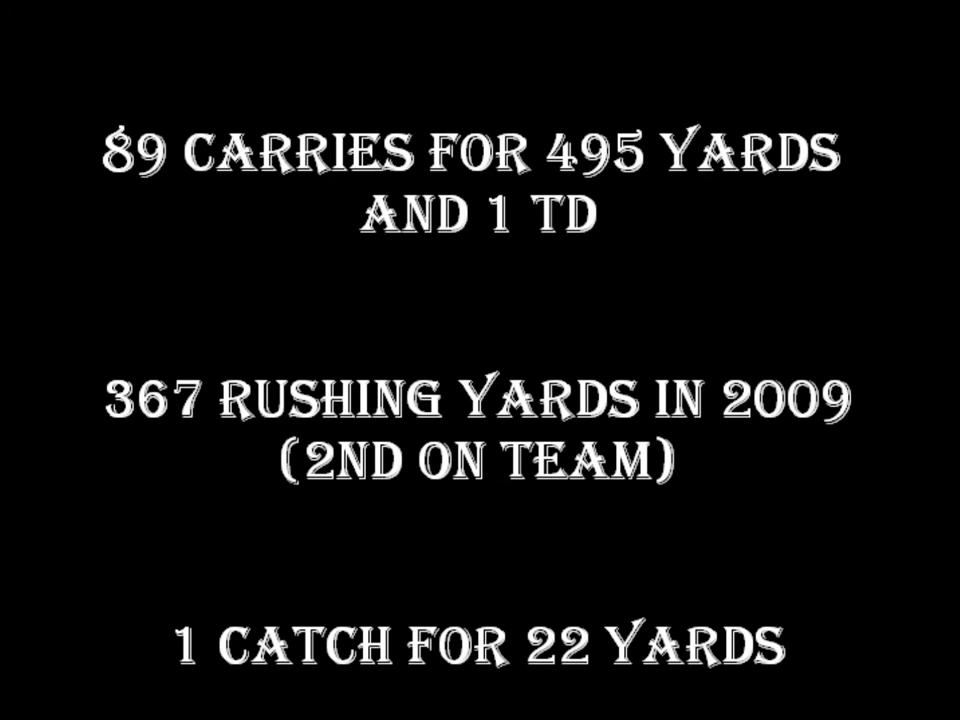 89 CARRIES FOR 495 YARDS
AND 1 TD
367 RUSHING YARDS IN 2009
(2ND ON TEAM)
1 CATCH FOR 22 YARDS